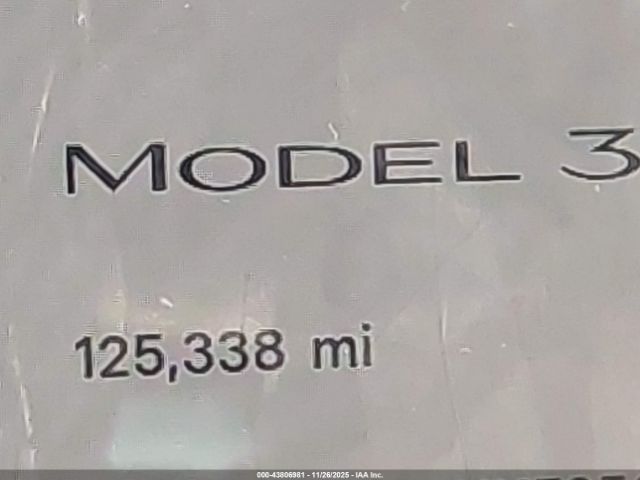 MODEL 3
125,338 mi
000-43806981 - 11/26/2025 - IAA Inc.